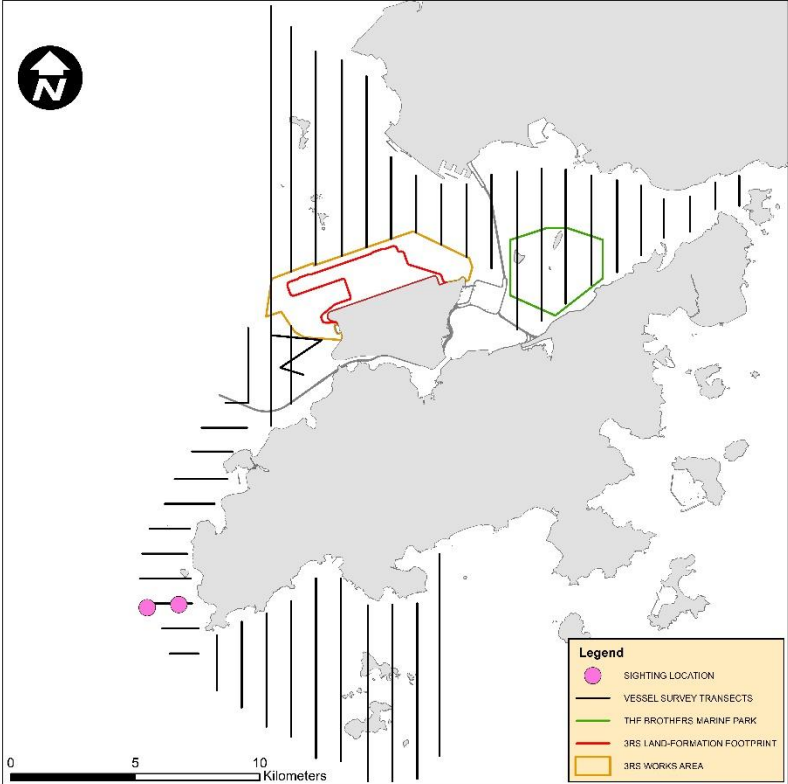 N
Legend
SIGHTING LOCATION
VESSEL SURVEY TRANSECTS
THE BROTHERS MARINE PARK
3RS LAND-FORMATION FOOTPRINT
3RS WORKS AREA
0 5 10
Kilometers